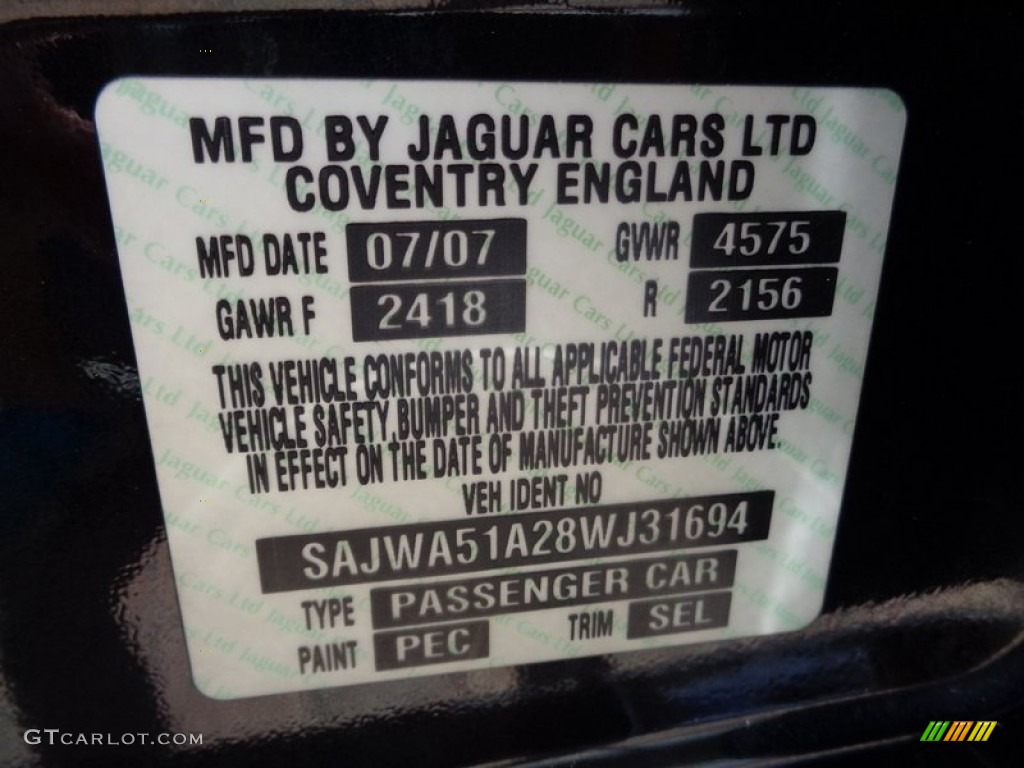 MFD BY JAGUAR CARS LTD
COVENTRY ENGLAND
MFD DATE 07/07 GVWR 4575
GAWR F 2418 R 2156
THIS VEHICLE CONFORMS TO ALL APPLICABLE FEDERAL MOTOR
VEHICLE SAFETY, BUMPER AND THEFT PREVENTION STANDARDS
IN EFFECT ON THE DATE OF MANUFACTURE SHOWN ABOVE.
VEH IDENT NO
SAJWA51A28WJ31694
TYPE PASSENGER CAR
PAINT PEC TRIM SEL
GTCARLOT.COM